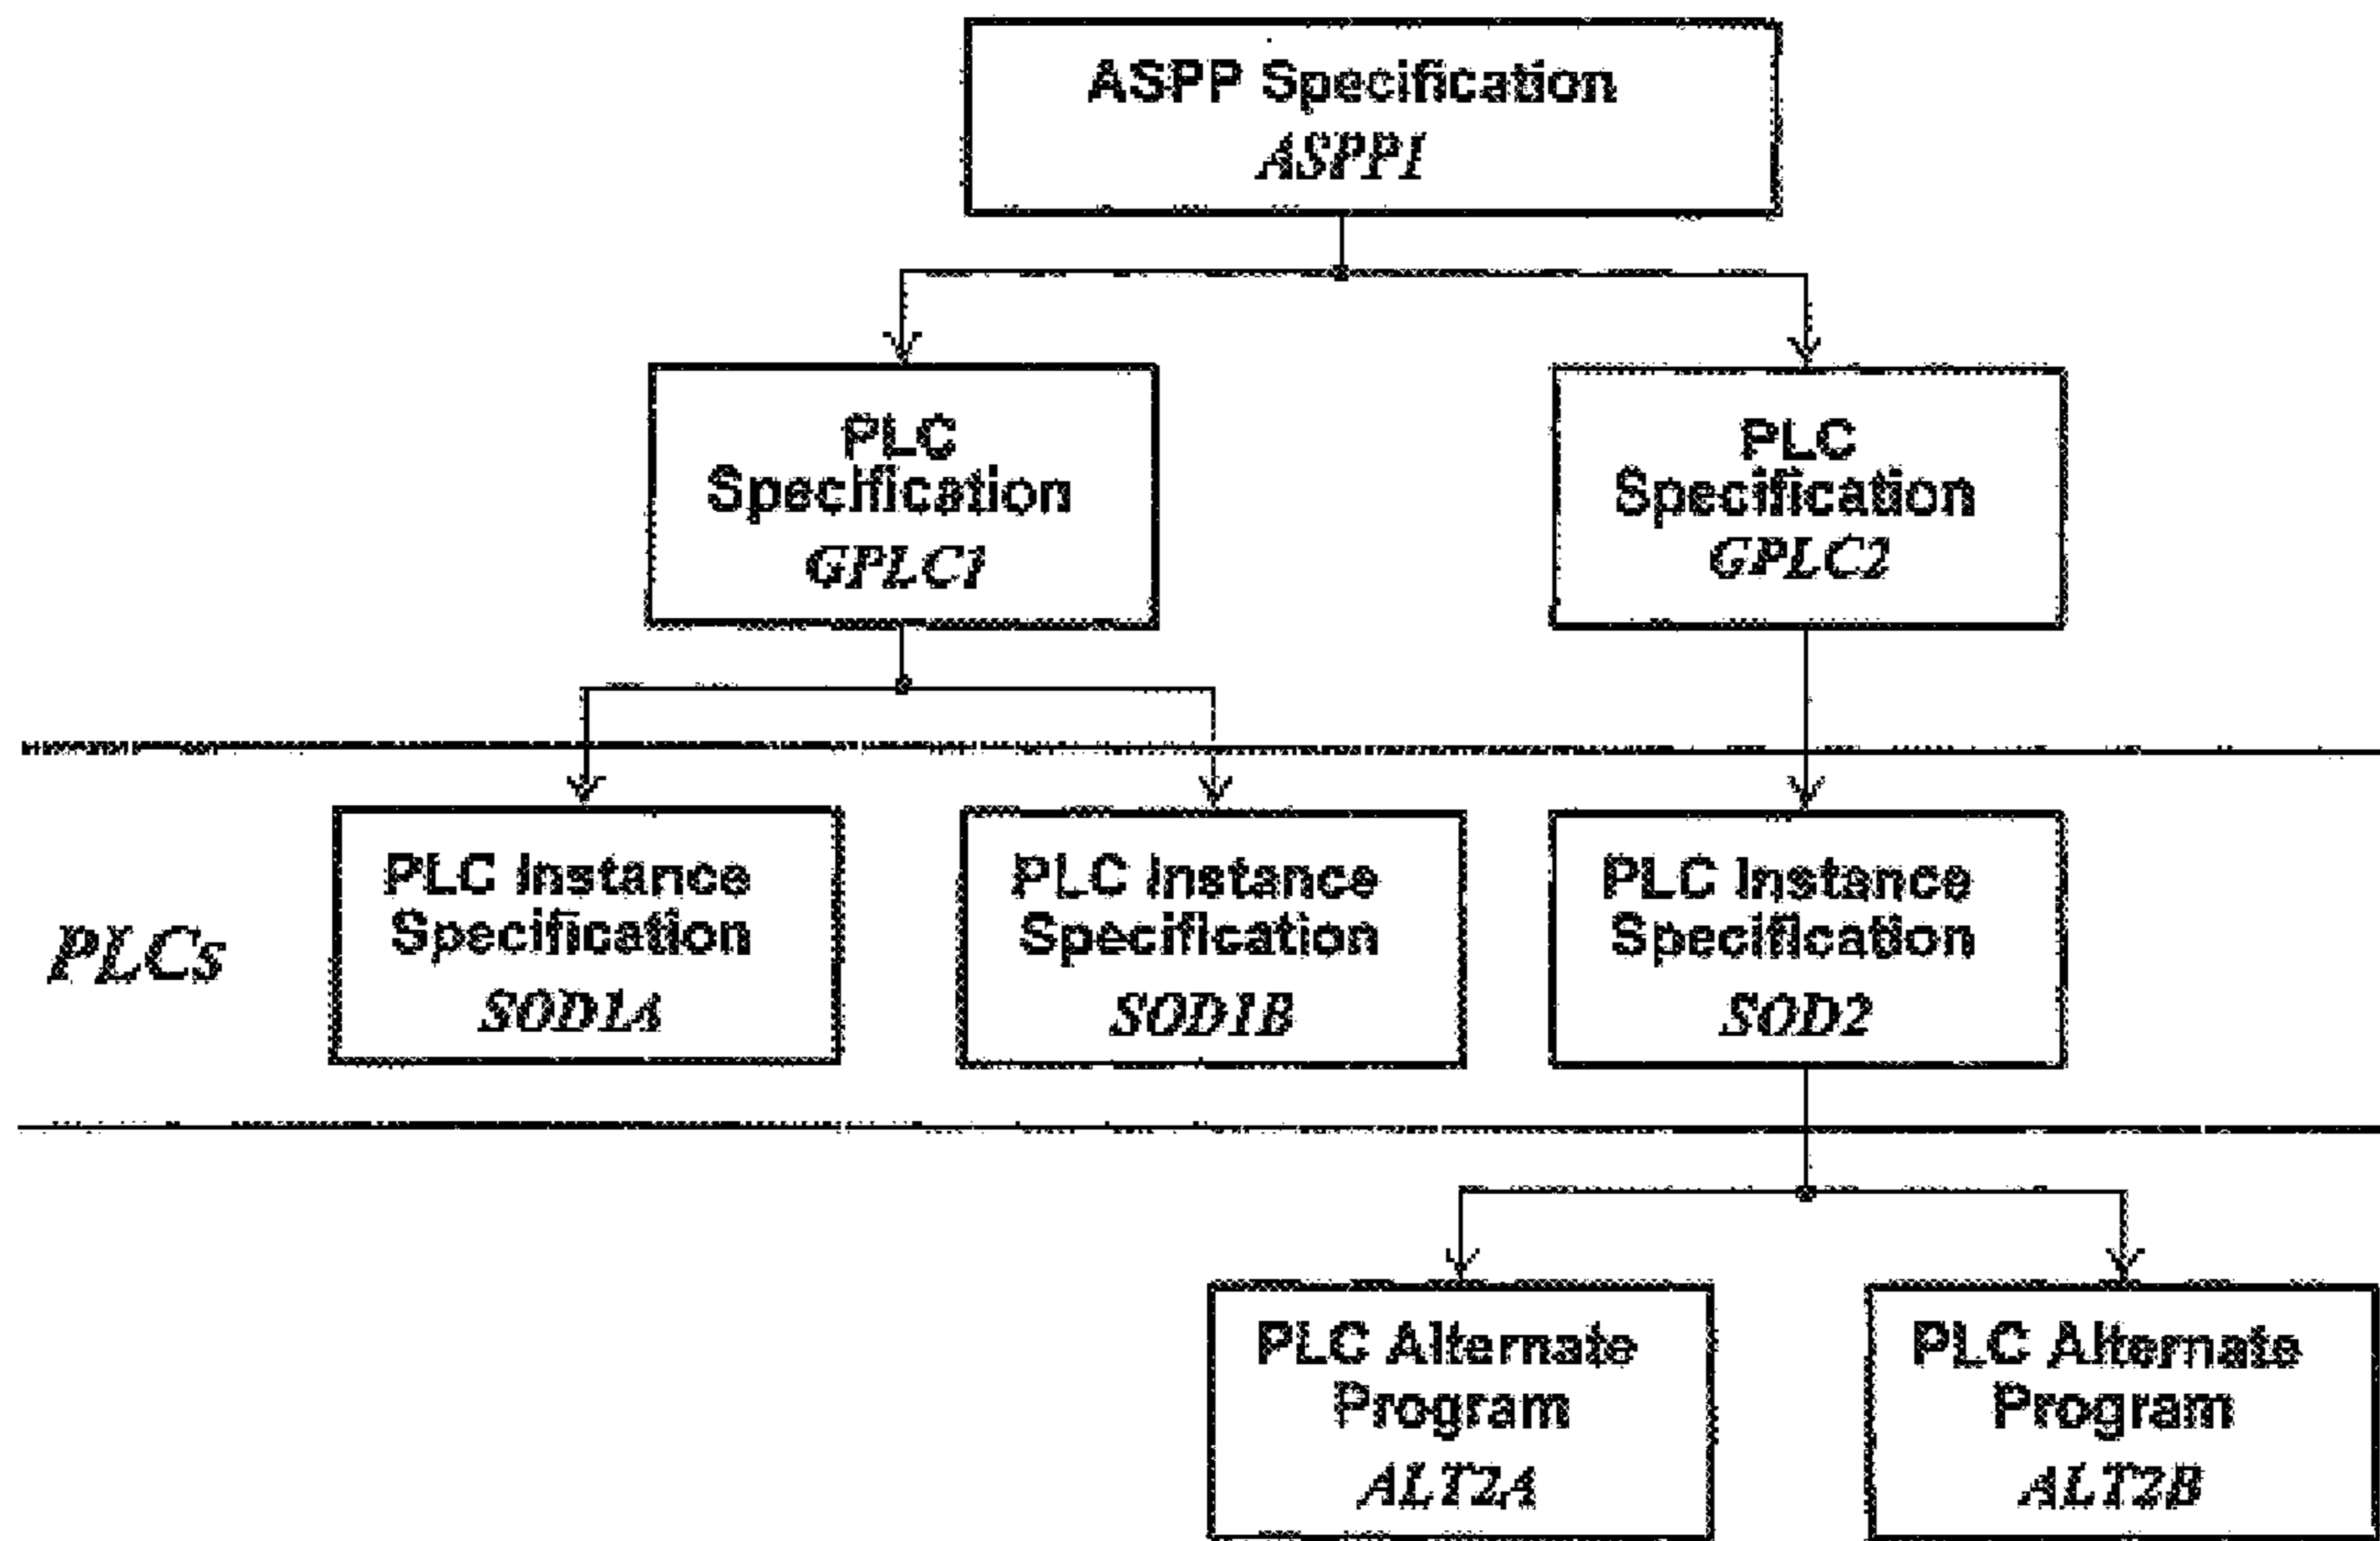 ASPP Specification
ASPP1
PLC
Specification
GPLC1
PLC
Specification
GPLC2
PLCs
PLC Instance
Specification
SOD1A
PLC Instance
Specification
SOD1B
PLC Instance
Specification
SOD2
PLC Alternate
Program
ALT2A
PLC Alternate
Program
ALT2B